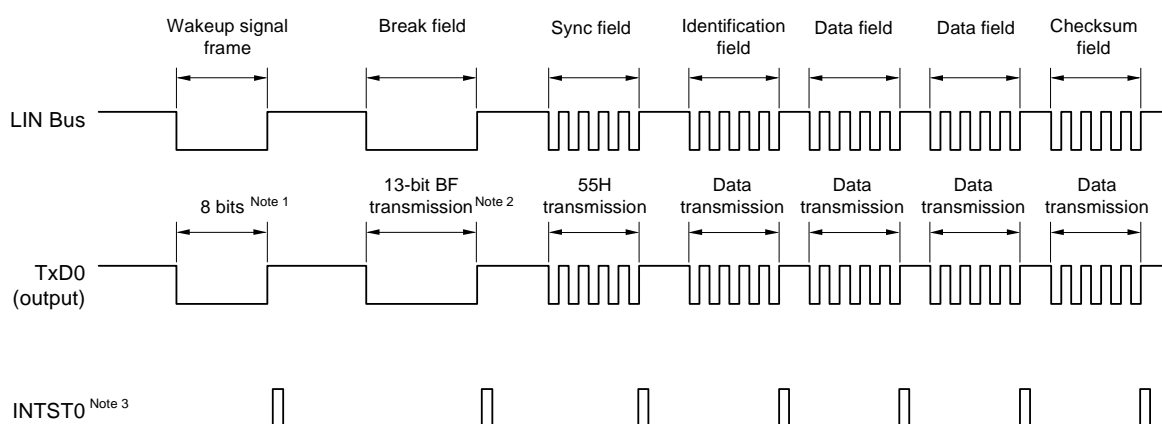 Wakeup signal
frame
Break field
Sync field
Identification
field
Data field
Data field
Checksum
field
LIN Bus
8 bits Note 1
13-bit BF
transmission Note 2
55H
transmission
Data
transmission
Data
transmission
Data
transmission
Data
transmission
TxD0
(output)
INTST0 Note 3